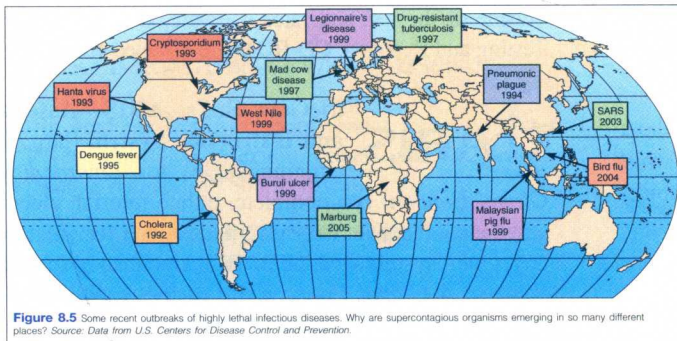 Legionnaire's
disease
1999
Drug-resistant
tuberculosis
1997
Cryptosporidium
1993
Mad cow
disease
1997
Pneumonic
plague
1994
Hanta virus
1993
West Nile
1999
SARS
2003
Dengue fever
1995
Buruli ulcer
1999
Bird flu
2004
Cholera
1992
Marburg
2005
Malaysian
pig flu
1999
Figure 8.5 Some recent outbreaks of highly lethal infectious diseases. Why are supercontagious organisms emerging in so many different
places? Source: Data from U.S. Centers for Disease Control and Prevention.